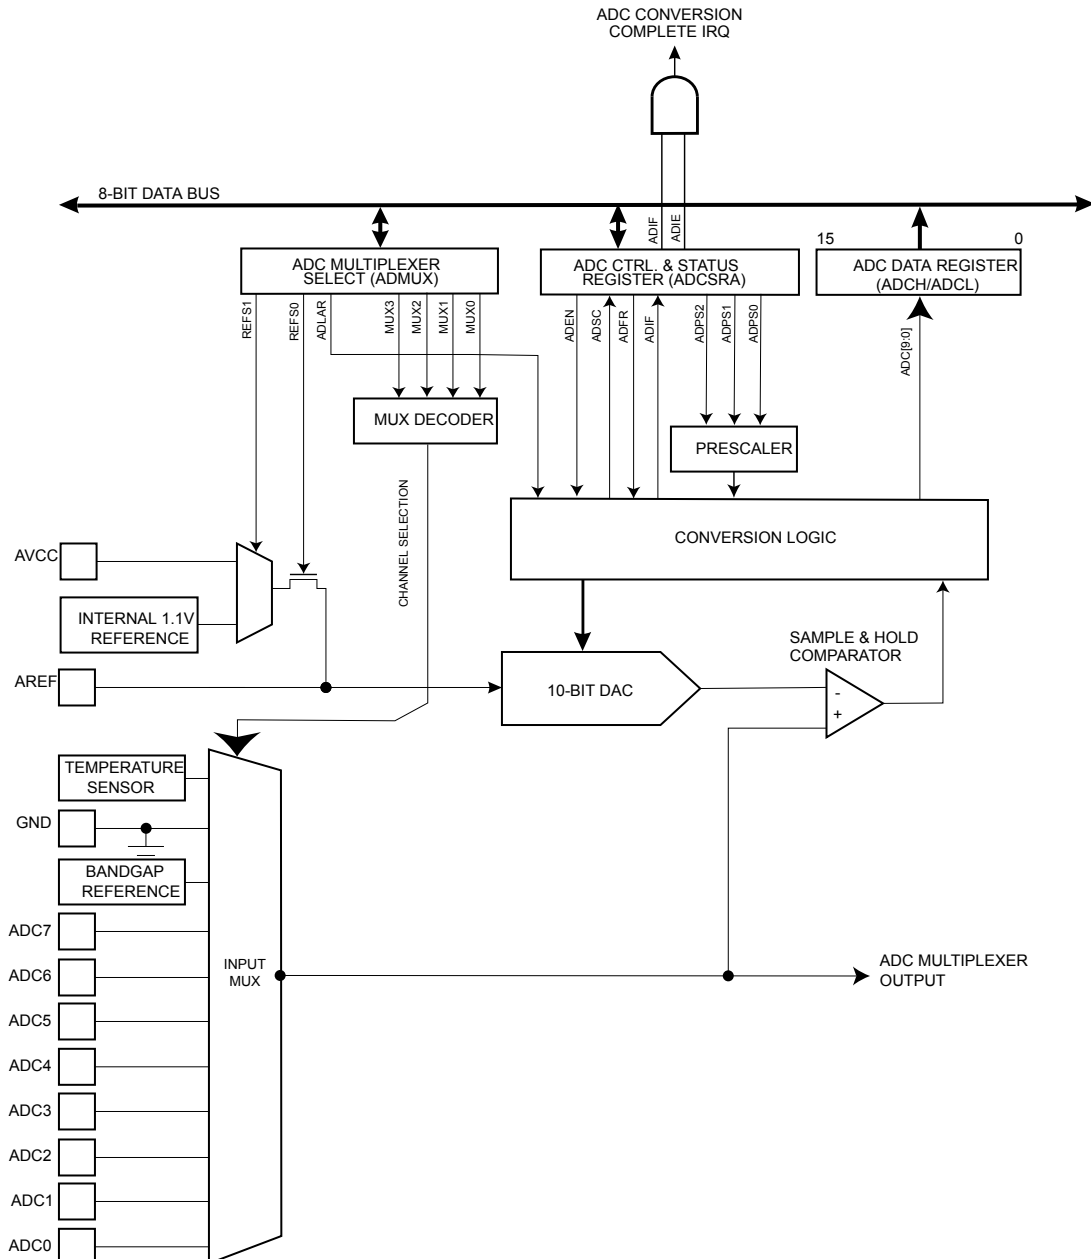 ADC CONVERSION
COMPLETE IRQ
8-BIT DATA BUS
ADIF
ADIE
15
0
ADC MULTIPLEXER
SELECT (ADMUX)
ADC CTRL. & STATUS
REGISTER (ADCSRA)
ADC DATA REGISTER
(ADCH/ADCL)
REFS1
REFS0
ADLAR
MUX3
MUX2
MUX1
MUX0
ADEN
ADSC
ADFR
ADIF
ADPS2
ADPS1
ADPS0
ADC[9:0]
MUX DECODER
PRESCALER
CHANNEL SELECTION
CONVERSION LOGIC
AVCC
INTERNAL 1.1V
REFERENCE
SAMPLE & HOLD
COMPARATOR
AREF
10-BIT DAC
-
+
TEMPERATURE
SENSOR
GND
BANDGAP
REFERENCE
ADC7
ADC6
INPUT
MUX
ADC MULTIPLEXER
OUTPUT
ADC5
ADC4
ADC3
ADC2
ADC1
ADC0